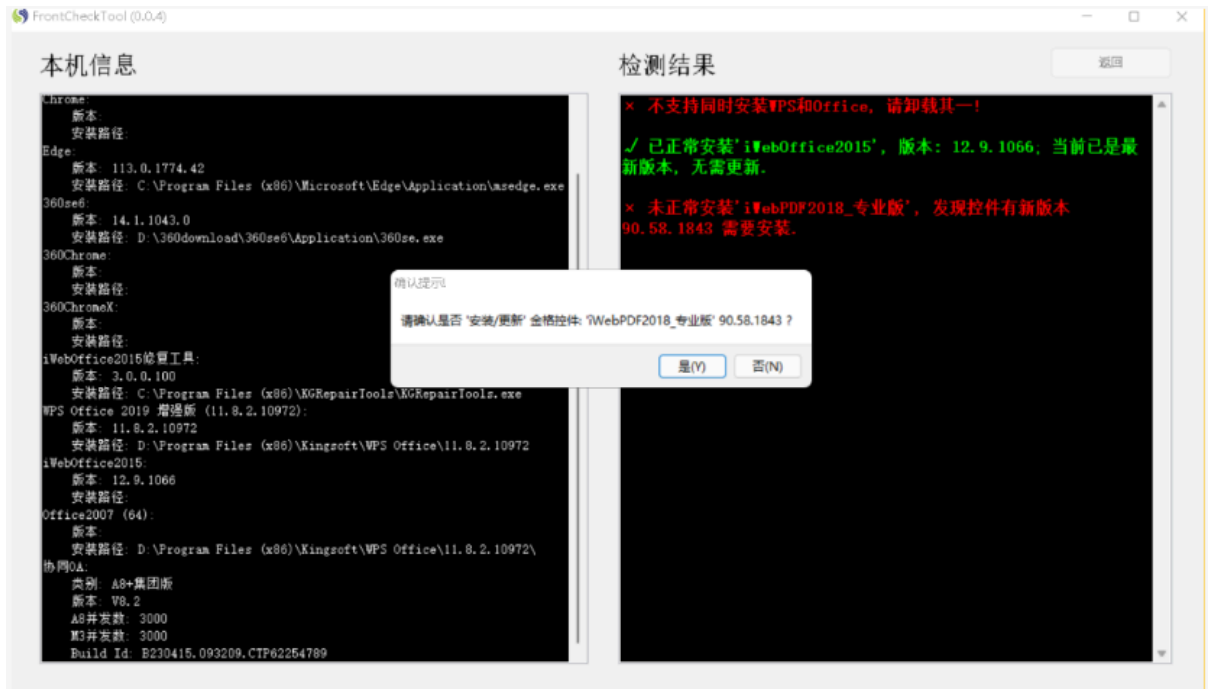 FrontCheckTool (0.0.4)
本机信息
检测结果
返回
Chrome:
版本:
安装路径:
Edge:
版本: 113.0.1774.42
安装路径: C:\Program Files (x86)\Microsoft\Edge\Application\msedge.exe
360se6:
版本: 14.1.1043.0
安装路径: D:\360download\360se6\Application\360se.exe
360Chrome:
版本:
安装路径:
360ChromeX:
版本:
安装路径:
iWebOffice2015修复工具:
版本: 3.0.0.100
安装路径: C:\Program Files (x86)\KGRepairTools\KGRepairTools.exe
WPS Office 2019 增强版 (11.8.2.10972):
版本: 11.8.2.10972
安装路径: D:\Program Files (x86)\Kingsoft\WPS Office\11.8.2.10972
iWebOffice2015:
版本: 12.9.1066
安装路径:
Office2007 (64):
版本:
安装路径: D:\Program Files (x86)\Kingsoft\WPS Office\11.8.2.10972\
协同OA:
类别: A8+集团版
版本: V8.2
A8并发数: 3000
M3并发数: 3000
Build Id: B230415.093209.CTP62254789
× 不支持同时安装WPS和Office, 请卸载其一!
✓ 已正常安装'iWebOffice2015', 版本: 12.9.1066; 当前已是最
新版本, 无需更新.
× 未正常安装'iWebPDF2018_专业版', 发现控件有新版本
90.58.1843 需要安装.
确认提示!
请确认是否 '安装/更新' 金格控件: 'iWebPDF2018_专业版' 90.58.1843 ?
是(Y)
否(N)